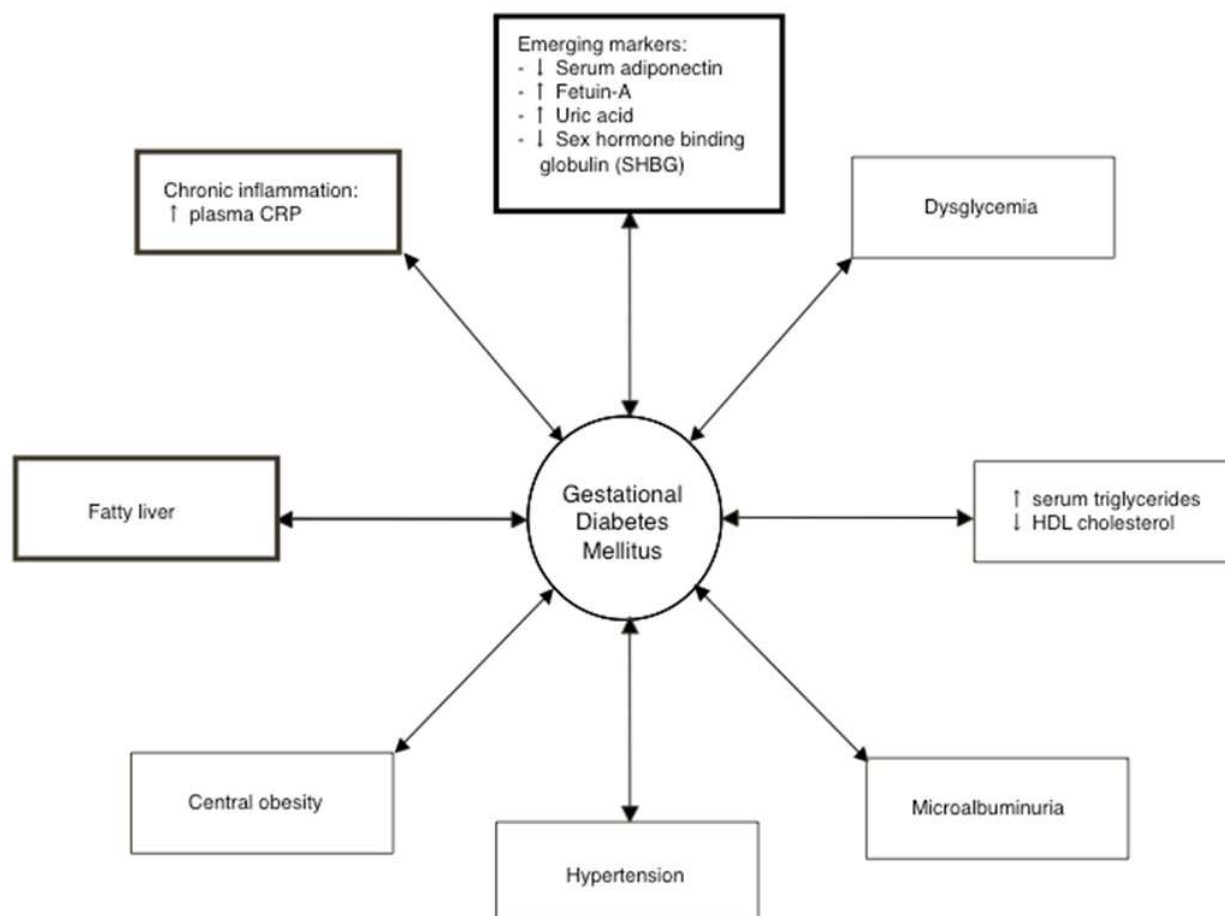 Emerging markers:
- ↓ Serum adiponectin
- ↑ Fetuin-A
- ↑ Uric acid
- ↓ Sex hormone binding
globulin (SHBG)
Chronic inflammation:
↑ plasma CRP
Dysglycemia
Fatty liver
Gestational
Diabetes
Mellitus
↑ serum triglycerides
↓ HDL cholesterol
Central obesity
Hypertension
Microalbuminuria